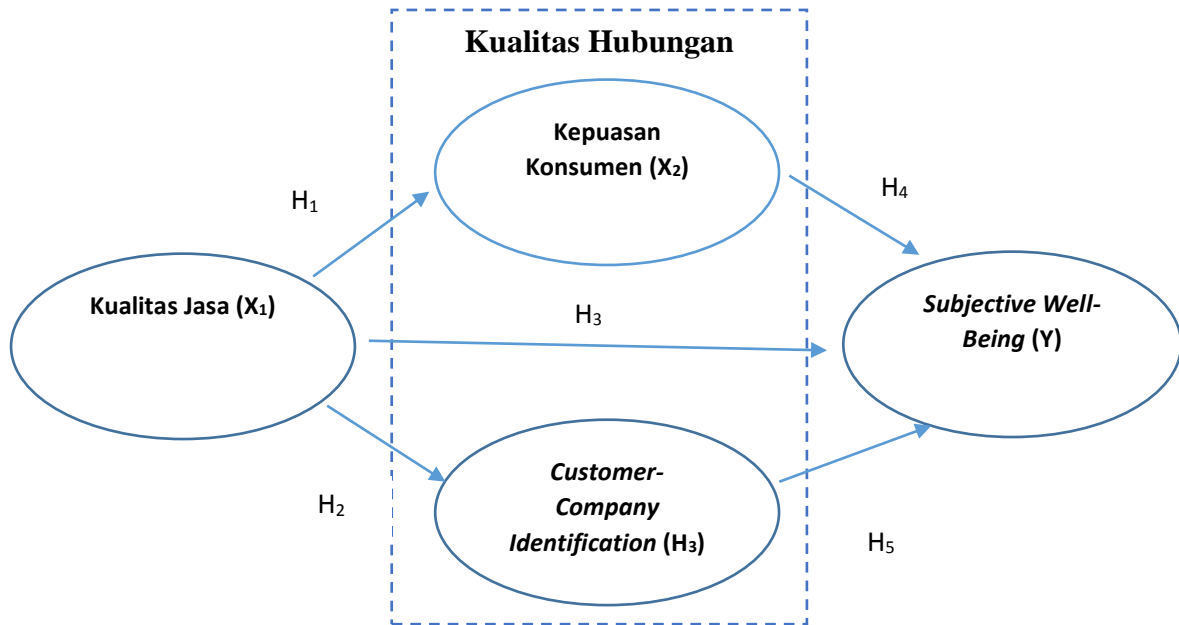 Kualitas Hubungan
Kepuasan
Konsumen (X₂)
H₁
H₄
Kualitas Jasa (X₁)
H₃
Subjective Well-
Being (Y)
H₂
Customer-
Company
Identification (H₃)
H₅